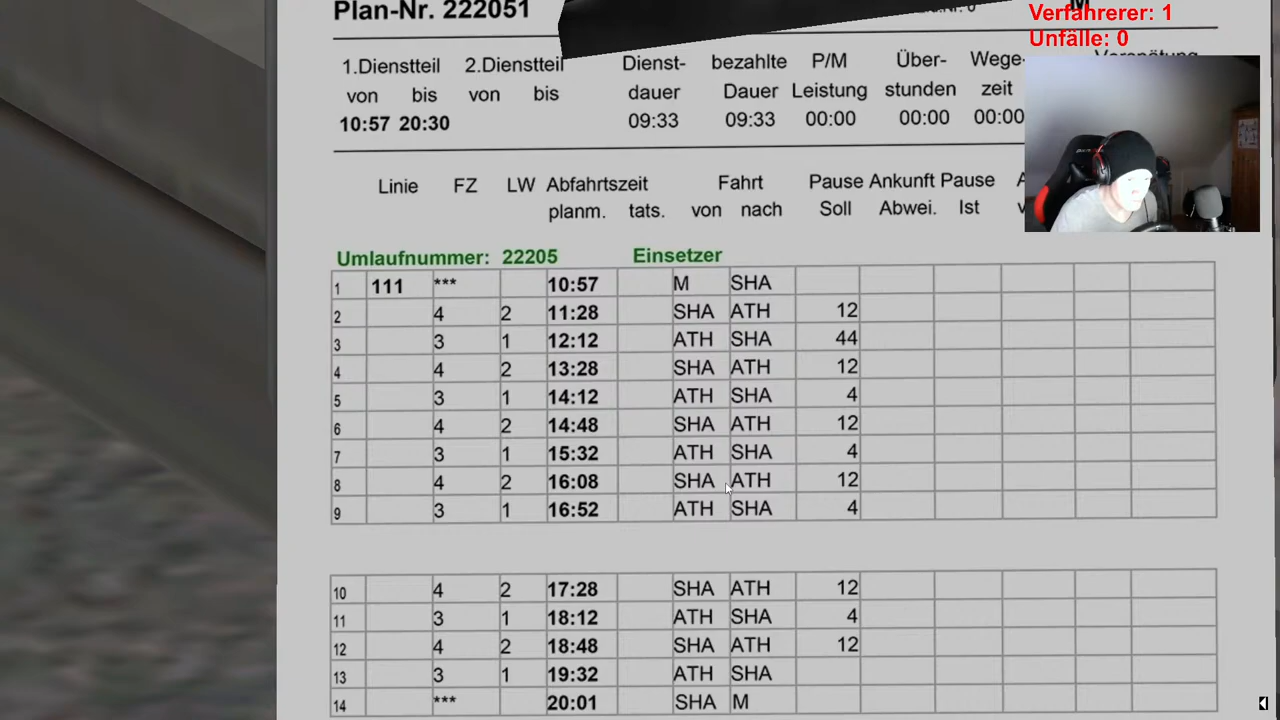 Plan-Nr. 222051
M
Verfahrerer: 1
Unfälle: 0
1.Dienstteil 2.Dienstteil Dienst- bezahlte P/M Über- Wege-
von bis von bis dauer Dauer Leistung stunden zeit
10:57 20:30 09:33 09:33 00:00 00:00 00:00
Linie FZ LW Abfahrtszeit Fahrt Pause Ankunft Pause
planm. tats. von nach Soll Abwei. Ist
Umlaufnummer: 22205 Einsetzer
1 111 *** 10:57 M SHA
2 4 2 11:28 SHA ATH 12
3 3 1 12:12 ATH SHA 44
4 4 2 13:28 SHA ATH 12
5 3 1 14:12 ATH SHA 4
6 4 2 14:48 SHA ATH 12
7 3 1 15:32 ATH SHA 4
8 4 2 16:08 SHA ATH 12
9 3 1 16:52 ATH SHA 4
10 4 2 17:28 SHA ATH 12
11 3 1 18:12 ATH SHA 4
12 4 2 18:48 SHA ATH 12
13 3 1 19:32 ATH SHA
14 *** 20:01 SHA M